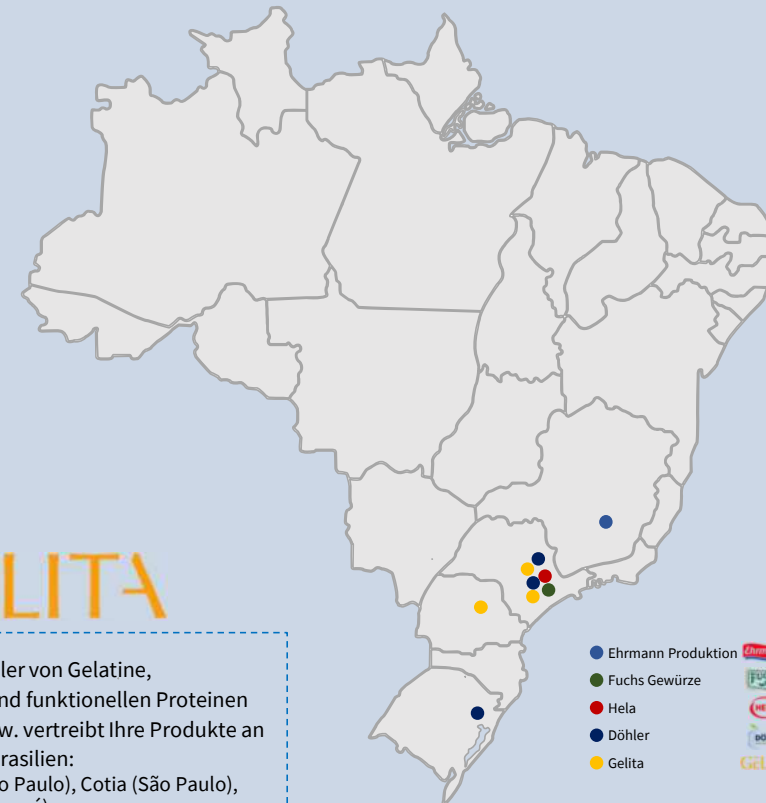 LITA
ler von Gelatine,
nd funktionellen Proteinen
w. vertreibt Ihre Produkte an
rasilien:
o Paulo), Cotia (São Paulo),
Ehrmann Produktion
Fuchs Gewürze
Hela
Döhler
Gelita